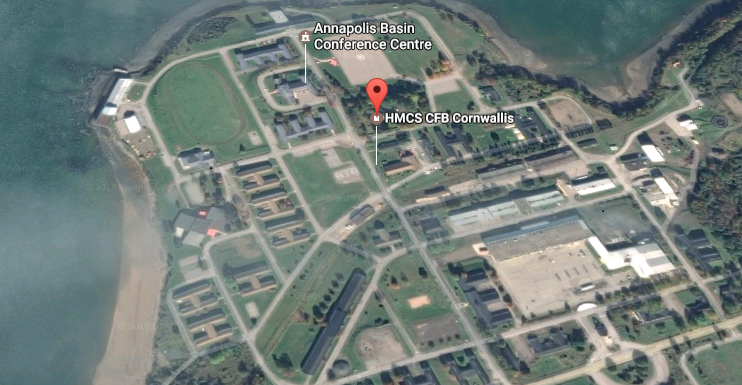 Annapolis Basin
Conference Centre
HMCS CFB Cornwallis